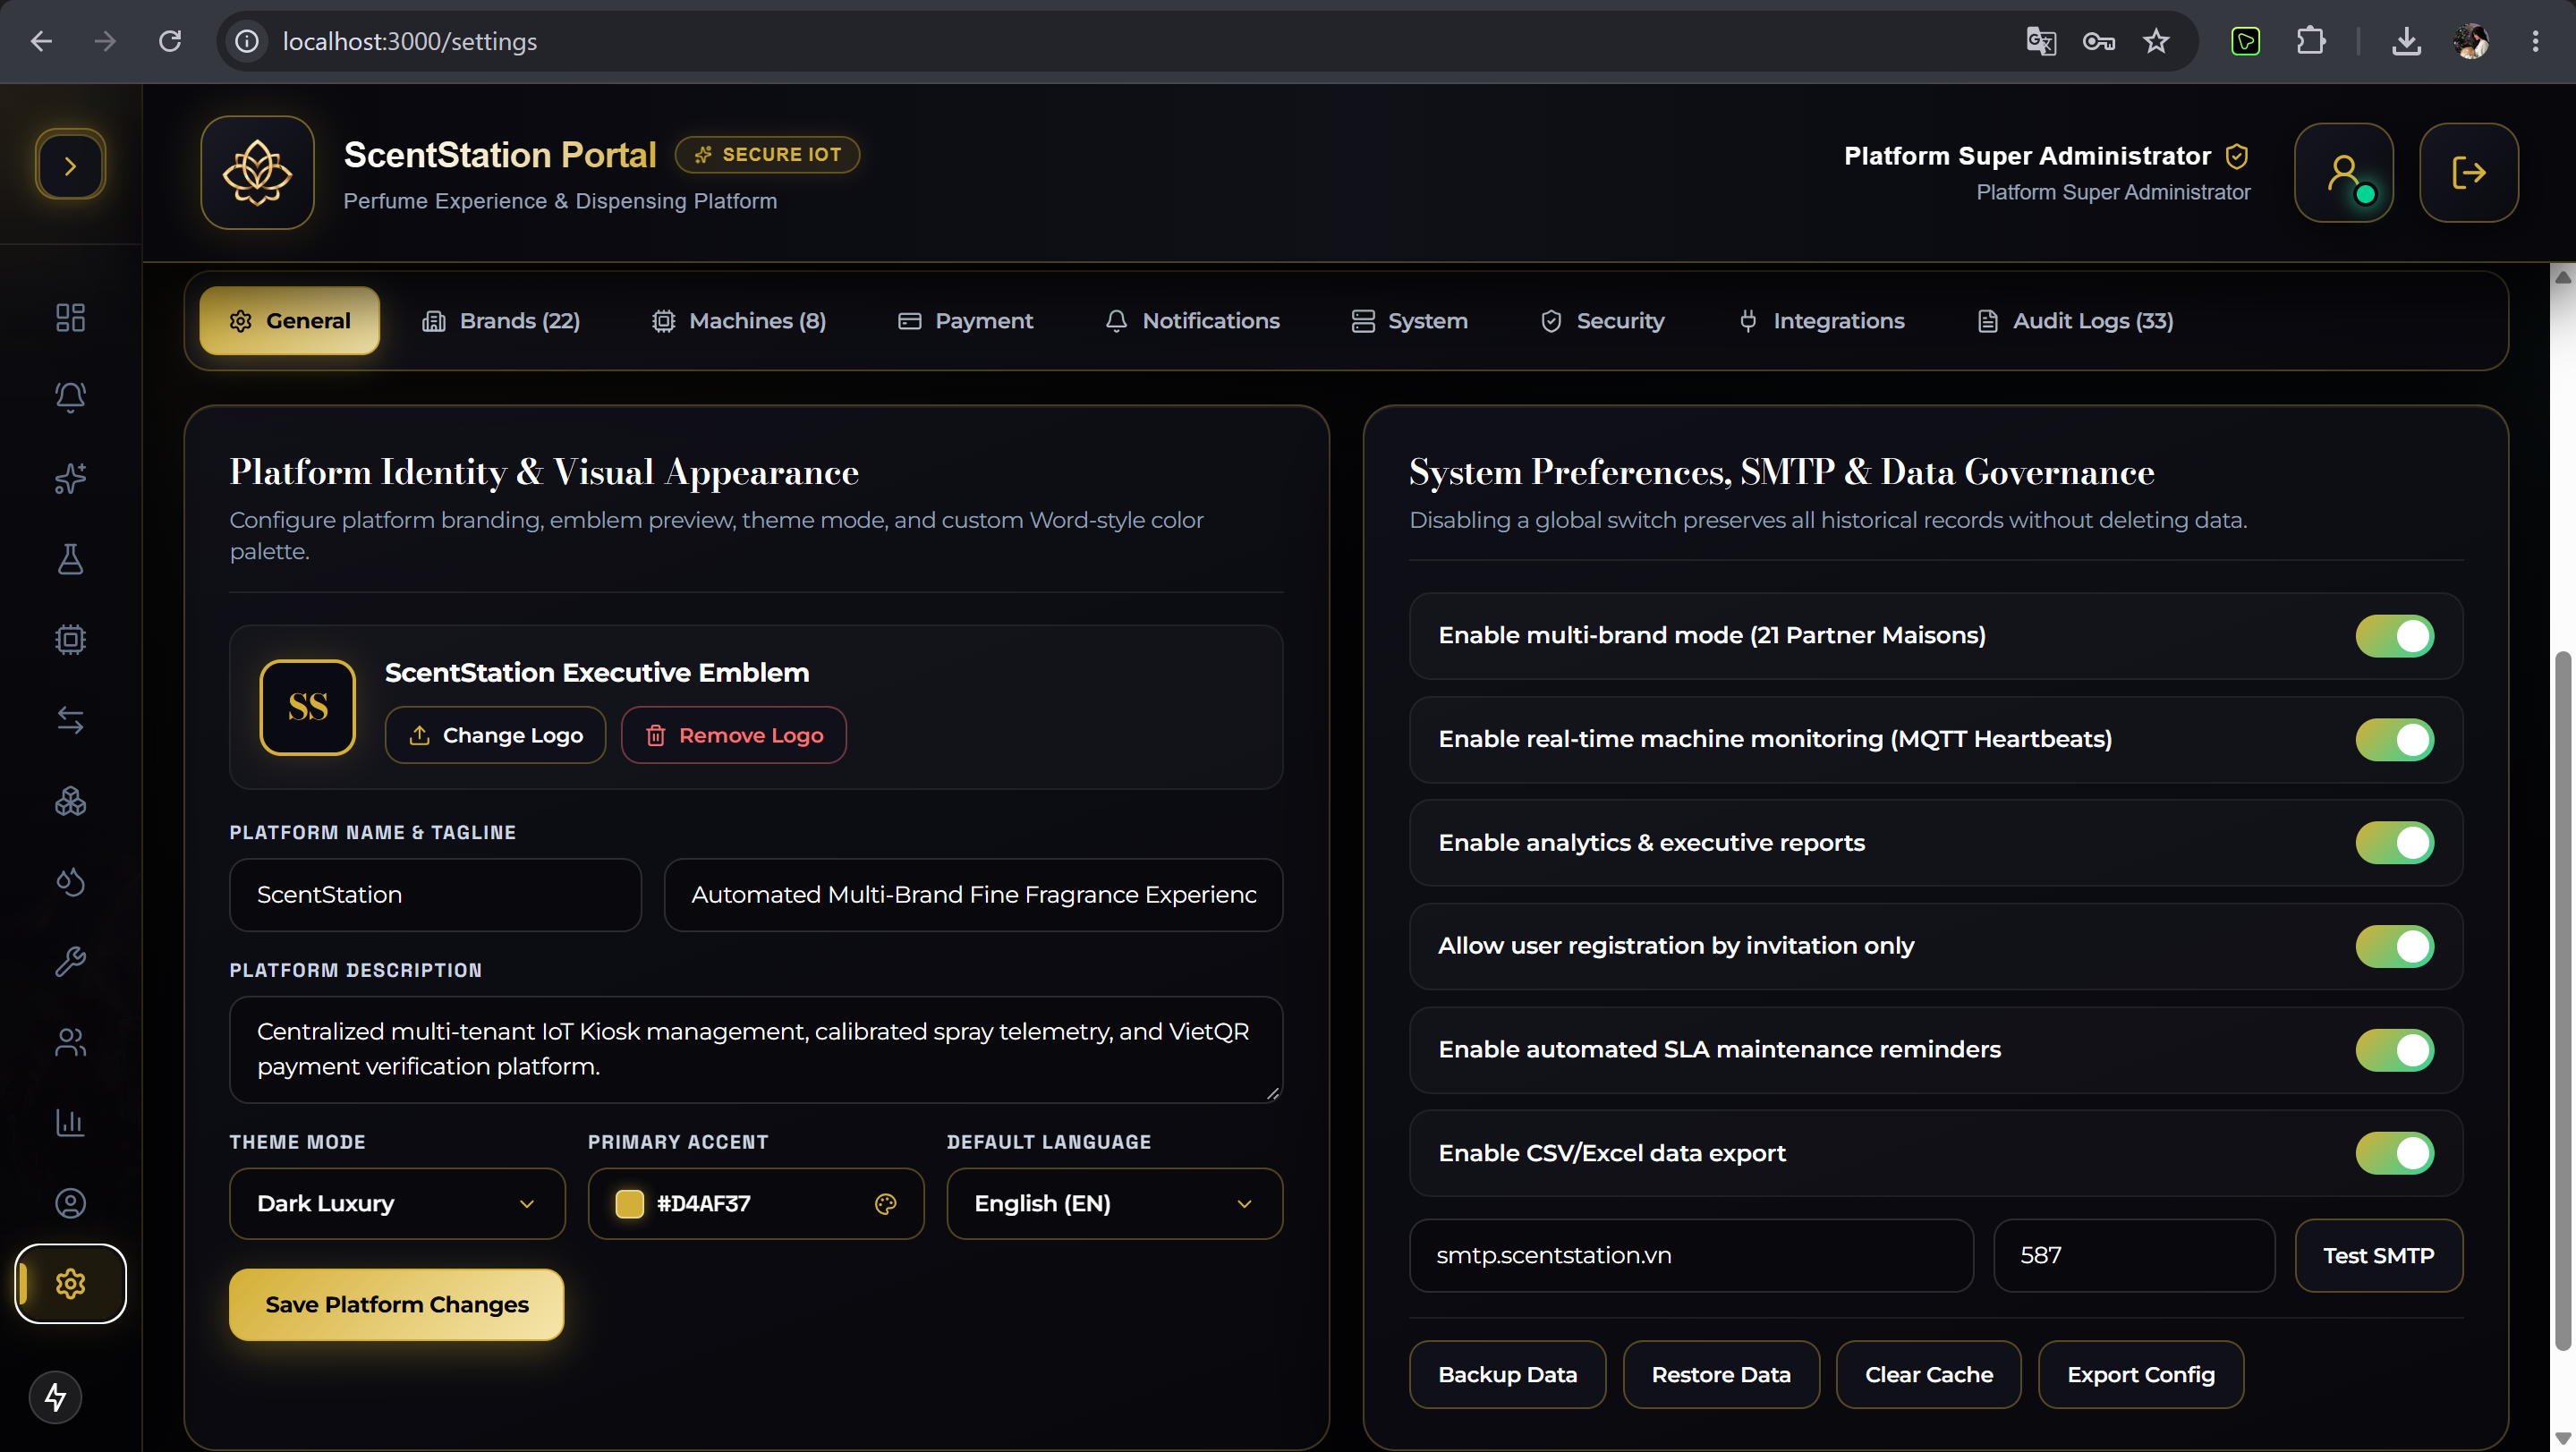 localhost:3000/settings
ScentStation Portal
SECURE IOT
Perfume Experience & Dispensing Platform
Platform Super Administrator
Platform Super Administrator
General
Brands (22)
Machines (8)
Payment
Notifications
System
Security
Integrations
Audit Logs (33)
Platform Identity & Visual Appearance
Configure platform branding, emblem preview, theme mode, and custom Word-style color
palette.
SS
ScentStation Executive Emblem
Change Logo
Remove Logo
PLATFORM NAME & TAGLINE
ScentStation
Automated Multi-Brand Fine Fragrance Experienc
PLATFORM DESCRIPTION
Centralized multi-tenant IoT Kiosk management, calibrated spray telemetry, and VietQR
payment verification platform.
THEME MODE
PRIMARY ACCENT
DEFAULT LANGUAGE
Dark Luxury
#D4AF37
English (EN)
Save Platform Changes
System Preferences, SMTP & Data Governance
Disabling a global switch preserves all historical records without deleting data.
Enable multi-brand mode (21 Partner Maisons)
Enable real-time machine monitoring (MQTT Heartbeats)
Enable analytics & executive reports
Allow user registration by invitation only
Enable automated SLA maintenance reminders
Enable CSV/Excel data export
smtp.scentstation.vn
587
Test SMTP
Backup Data
Restore Data
Clear Cache
Export Config